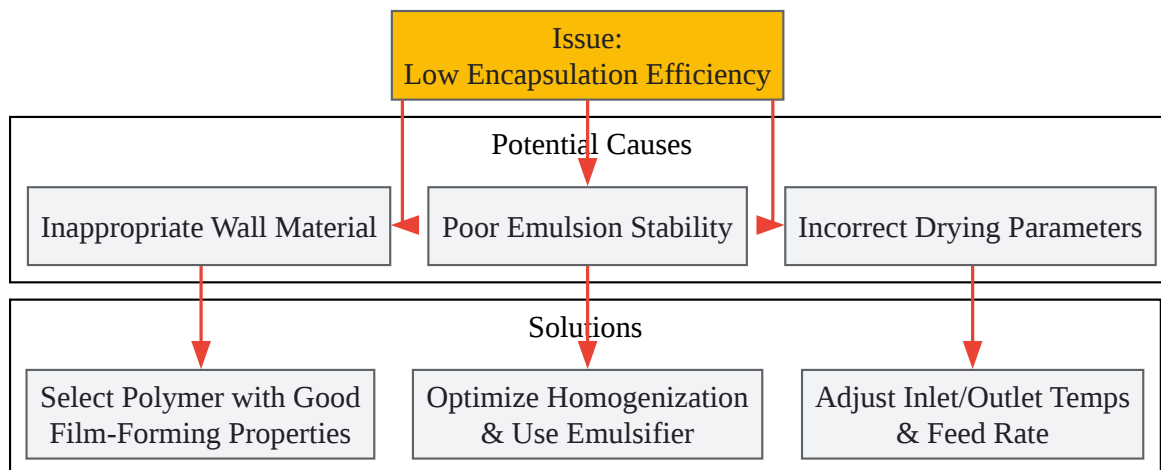 Issue:
Low Encapsulation Efficiency
Potential Causes
Inappropriate Wall Material
Poor Emulsion Stability
Incorrect Drying Parameters
Solutions
Select Polymer with Good
Film-Forming Properties
Optimize Homogenization
& Use Emulsifier
Adjust Inlet/Outlet Temps
& Feed Rate